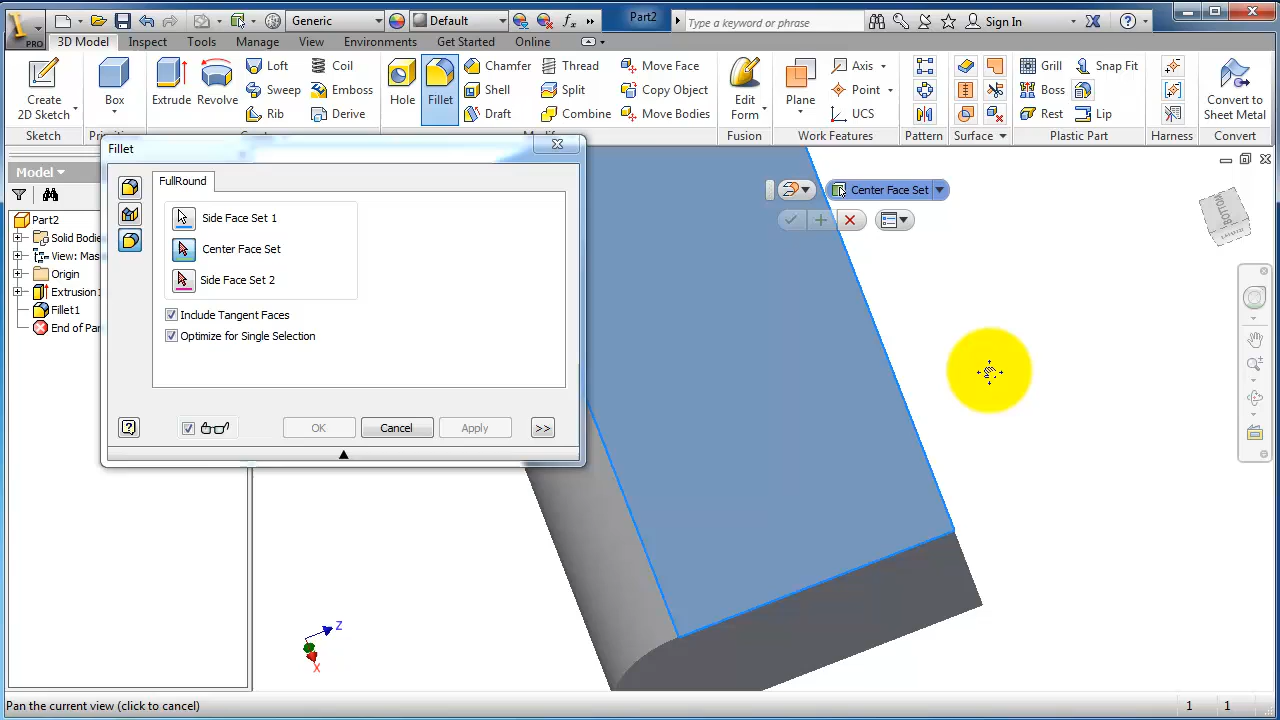 Generic
Default
Part2
Type a keyword or phrase
Sign In
PRO
3D Model
Inspect
Tools
Manage
View
Environments
Get Started
Online
Create
2D Sketch
Sketch
Box
Extrude
Revolve
Loft
Sweep
Rib
Coil
Emboss
Derive
Hole
Fillet
Chamfer
Shell
Draft
Thread
Split
Combine
Move Face
Copy Object
Move Bodies
Edit
Form
Fusion
Plane
Axis
Point
UCS
Work Features
Pattern
Surface
Grill
Boss
Rest
Snap Fit
Lip
Plastic Part
Harness
Convert to
Sheet Metal
Convert
Model
Part2
Solid Bodie
View: Mas
Origin
Extrusion1
Fillet1
End of Par
Fillet
FullRound
Side Face Set 1
Center Face Set
Side Face Set 2
Include Tangent Faces
Optimize for Single Selection
OK
Cancel
Apply
>>
Center Face Set
BOTTOM
Z
X
Pan the current view (click to cancel)
1
1